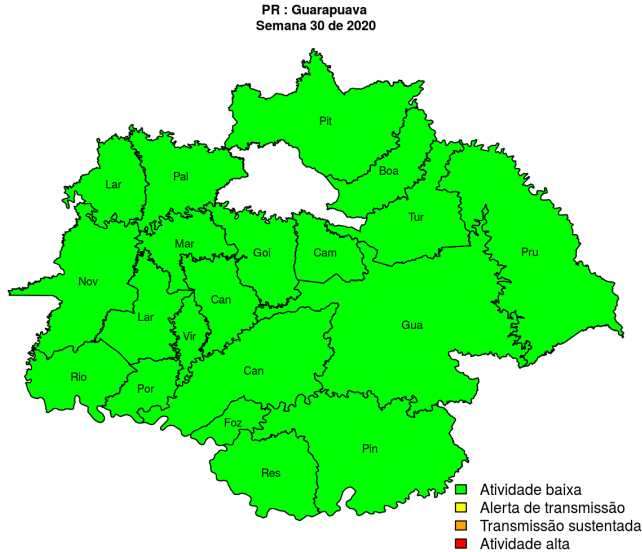 PR : Guarapuava
Semana 30 de 2020
Pit
Boa
Lar
Pal
Tur
Mar
Goi
Cam
Pru
Nov
Can
Lar
Vir
Gua
Rio
Por
Can
Foz
Pin
Res
Atividade baixa
Alerta de transmissão
Transmissão sustentada
Atividade alta